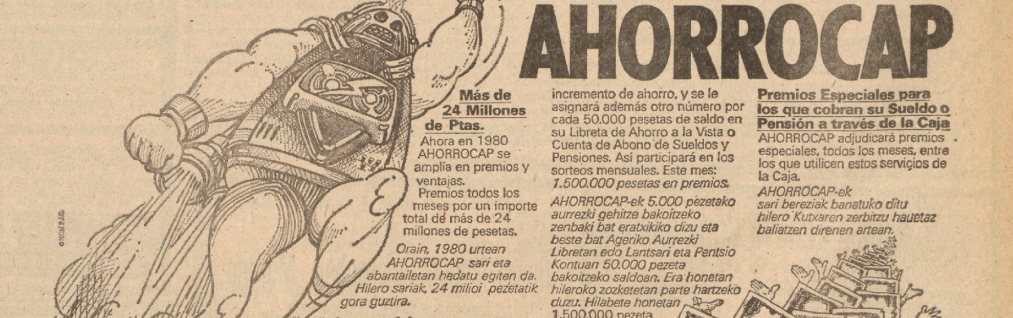 AHORROCAP
Más de
24 Millones
de Ptas.
Ahora en 1980
AHORROCAP se
amplía en premios y
ventajas.
Premios todos los
meses por un importe
total de más de 24
millones de pesetas.
Orain, 1980 urtean
AHORROCAP sari eta
abantailetan hedatu egiten da.
Hilero sariak, 24 milioi pezetatik
gora guztira.
incremento de ahorro, y se le
asignará además otro número por
cada 50.000 pesetas de saldo en
su Libreta de Ahorro a la Vista o
Cuenta de Abono de Sueldos y
Pensiones. Así participará en los
sorteos mensuales. Este mes:
1.500.000 pesetas en premios.
AHORROCAP-ek 5.000 pezetako
aurrezki gehitze bakoitzeko
zenbaki bat eratxikiko dizu eta
beste bat Ageriko Aurrezki
Libretan edo Lantsari eta Pentsio
Kontuan 50.000 pezeta
bakoitzeko saldoan. Era honetan
hileroko zozketetan parte hartzeko
duzu. Hilabete honetan
1.500.000 pezeta
Premios Especiales para
los que cobran su Sueldo o
Pensión a través de la Caja
AHORROCAP adjudicará premios
especiales, todos los meses, entre
los que utilicen estos servicios de
la Caja.
AHORROCAP-ek
sari bereziak banatuko ditu
hilero Kutxaren zerbitzu hauetaz
baliatzen direnen artean.